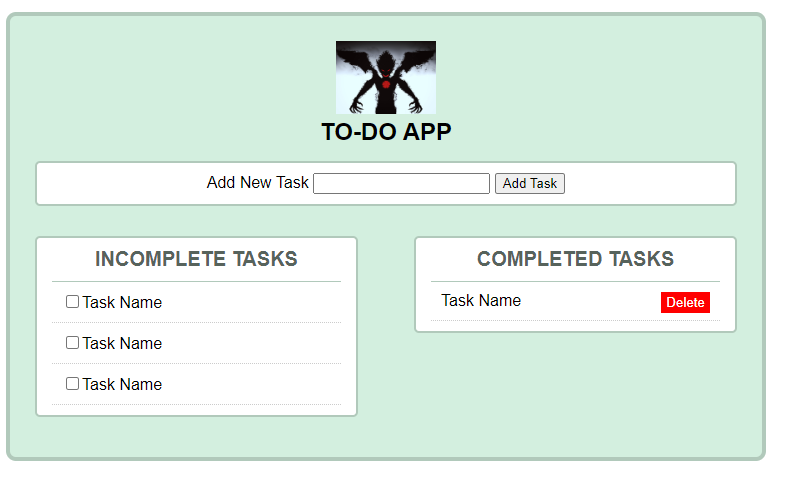 TO-DO APP
Add New Task Add Task
INCOMPLETE TASKS
Task Name
Task Name
Task Name
COMPLETED TASKS
Task Name Delete